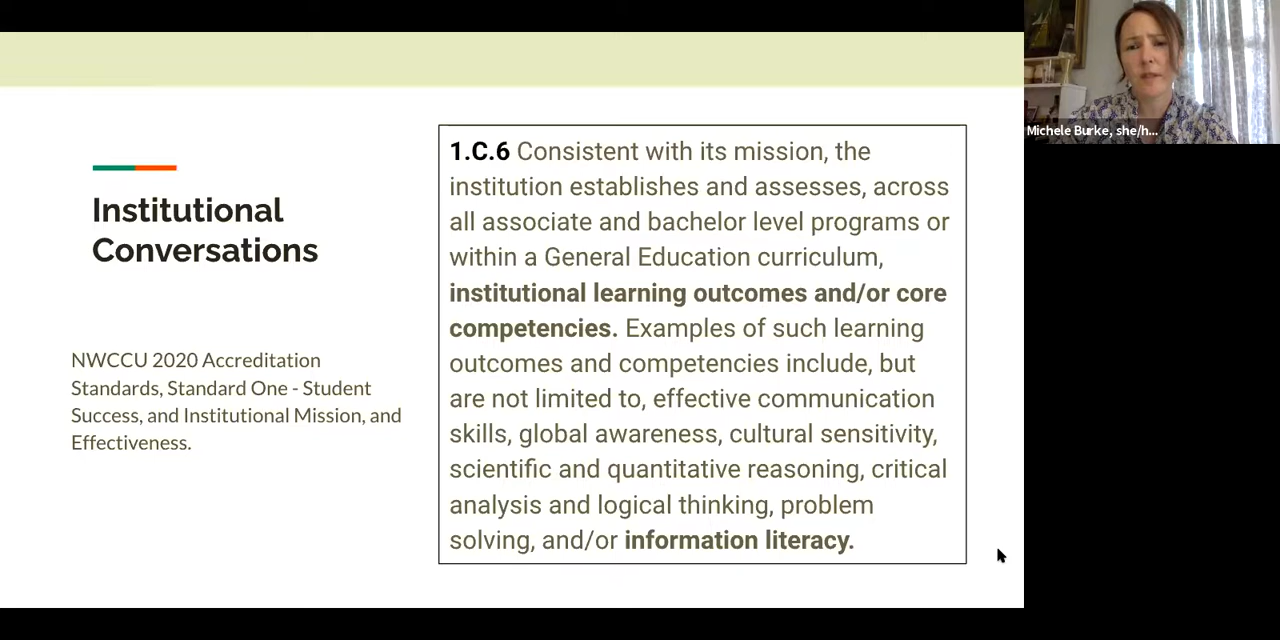 Institutional
Conversations
NWCCU 2020 Accreditation
Standards, Standard One - Student
Success, and Institutional Mission, and
Effectiveness.
1.C.6 Consistent with its mission, the
institution establishes and assesses, across
all associate and bachelor level programs or
within a General Education curriculum,
institutional learning outcomes and/or core
competencies. Examples of such learning
outcomes and competencies include, but
are not limited to, effective communication
skills, global awareness, cultural sensitivity,
scientific and quantitative reasoning, critical
analysis and logical thinking, problem
solving, and/or information literacy.
Michele Burke, she/h...